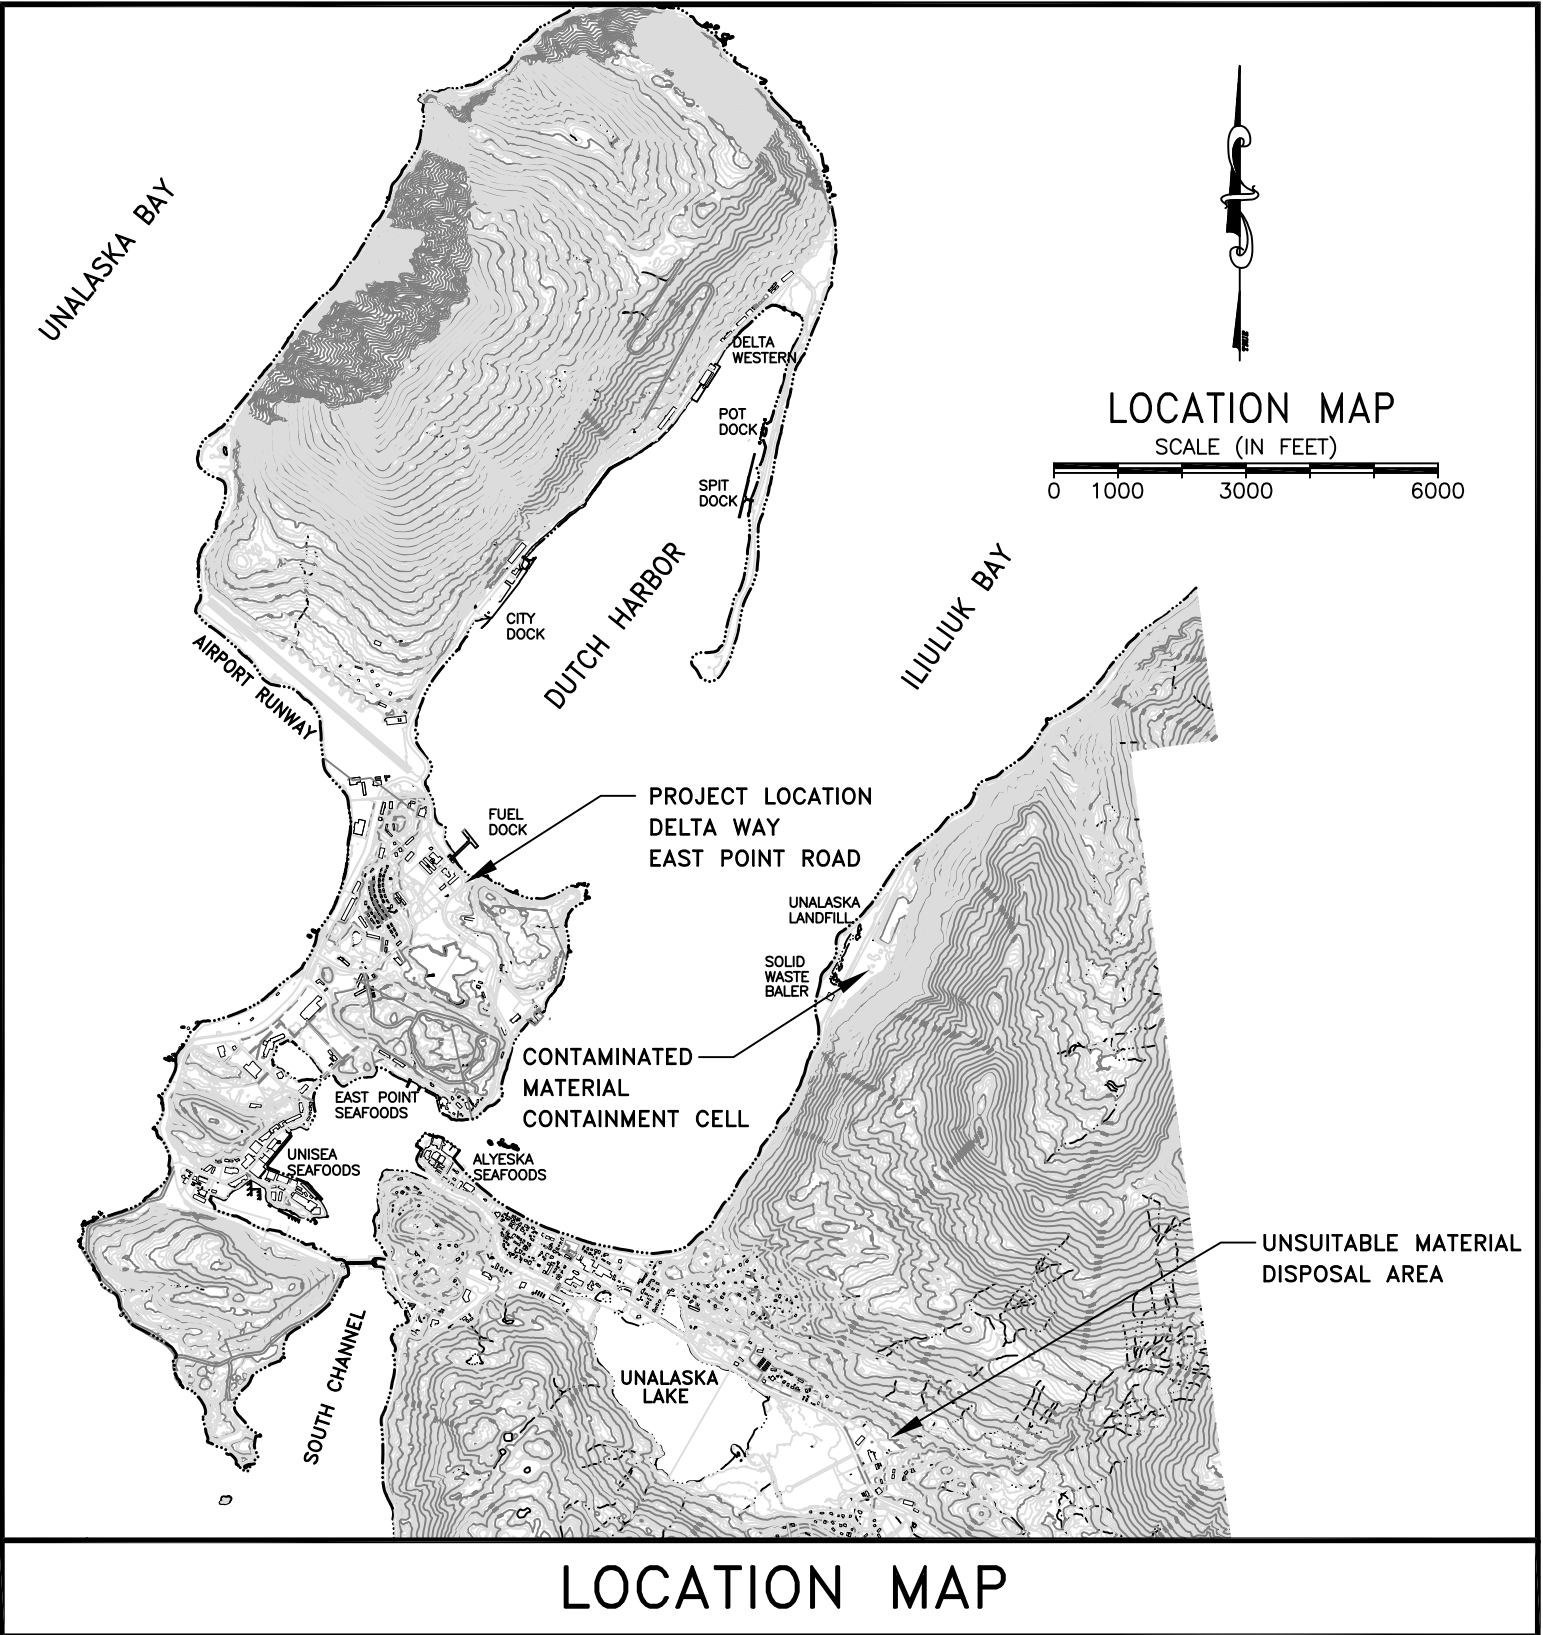 UNALASKA BAY
DELTA
WESTERN
POT
DOCK
SPIT
DOCK
LOCATION MAP
SCALE (IN FEET)
0 1000 3000 6000
CITY
DOCK
DUTCH HARBOR
ILIULIUK BAY
AIRPORT RUNWAY
PROJECT LOCATION
DELTA WAY
EAST POINT ROAD
FUEL
DOCK
UNALASKA
LANDFILL
SOLID
WASTE
BALER
CONTAMINATED
MATERIAL
CONTAINMENT CELL
EAST POINT
SEAFOODS
UNISEA
SEAFOODS
ALYESKA
SEAFOODS
UNSUITABLE MATERIAL
DISPOSAL AREA
SOUTH CHANNEL
UNALASKA
LAKE
LOCATION MAP